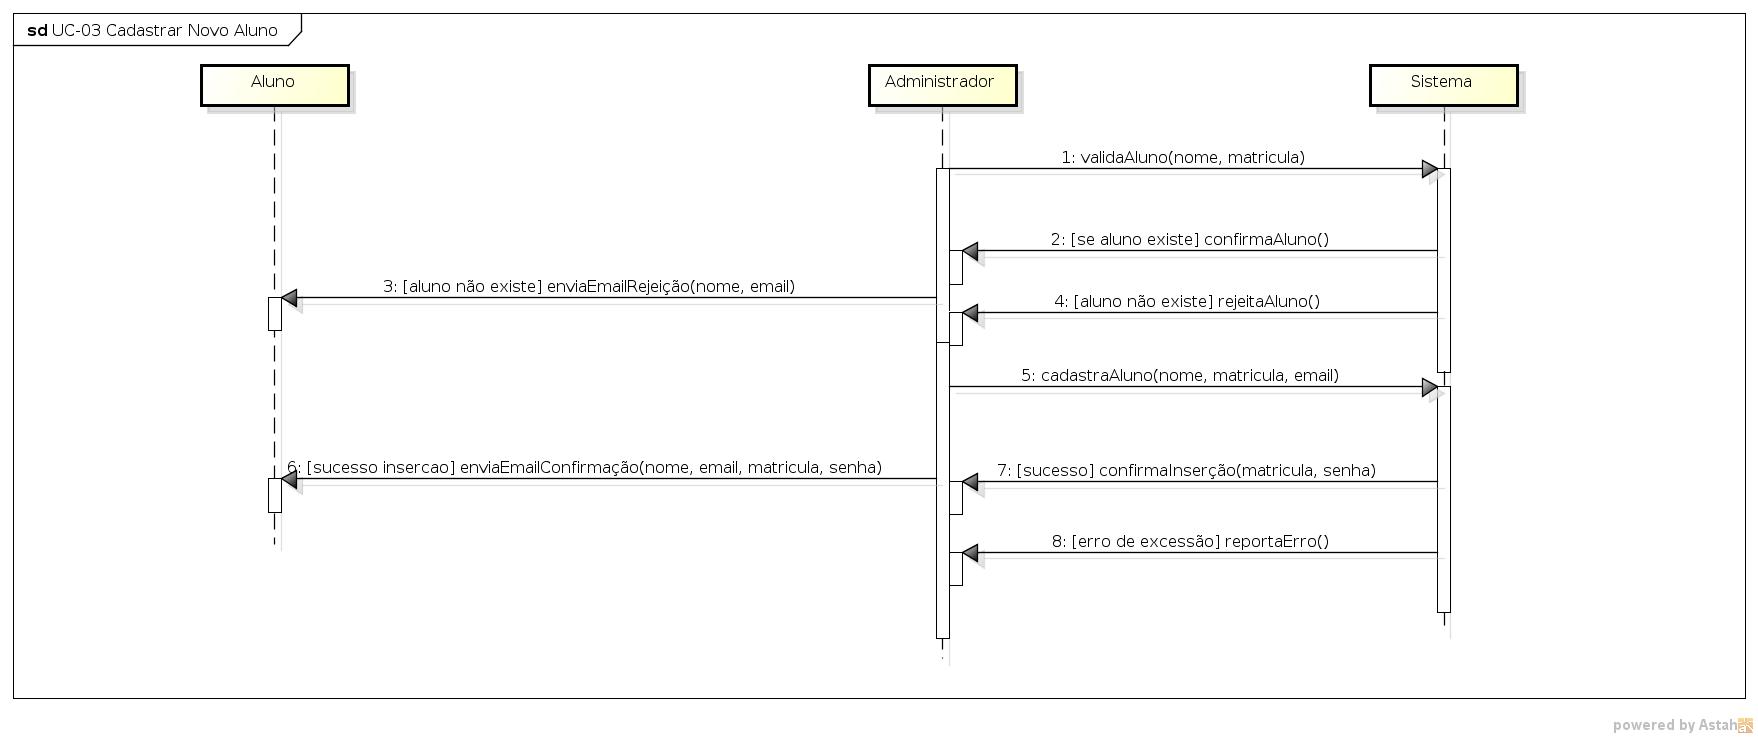 sd UC-03 Cadastrar Novo Aluno
Aluno
Administrador
Sistema
1: validaAluno(nome, matricula)
2: [se aluno existe] confirmaAluno()
3: [aluno não existe] enviaEmailRejeição(nome, email)
4: [aluno não existe] rejeitaAluno()
5: cadastraAluno(nome, matricula, email)
6: [sucesso insercao] enviaEmailConfirmação(nome, email, matricula, senha)
7: [sucesso] confirmaInserção(matricula, senha)
8: [erro de excessão] reportaErro()
powered by Astah